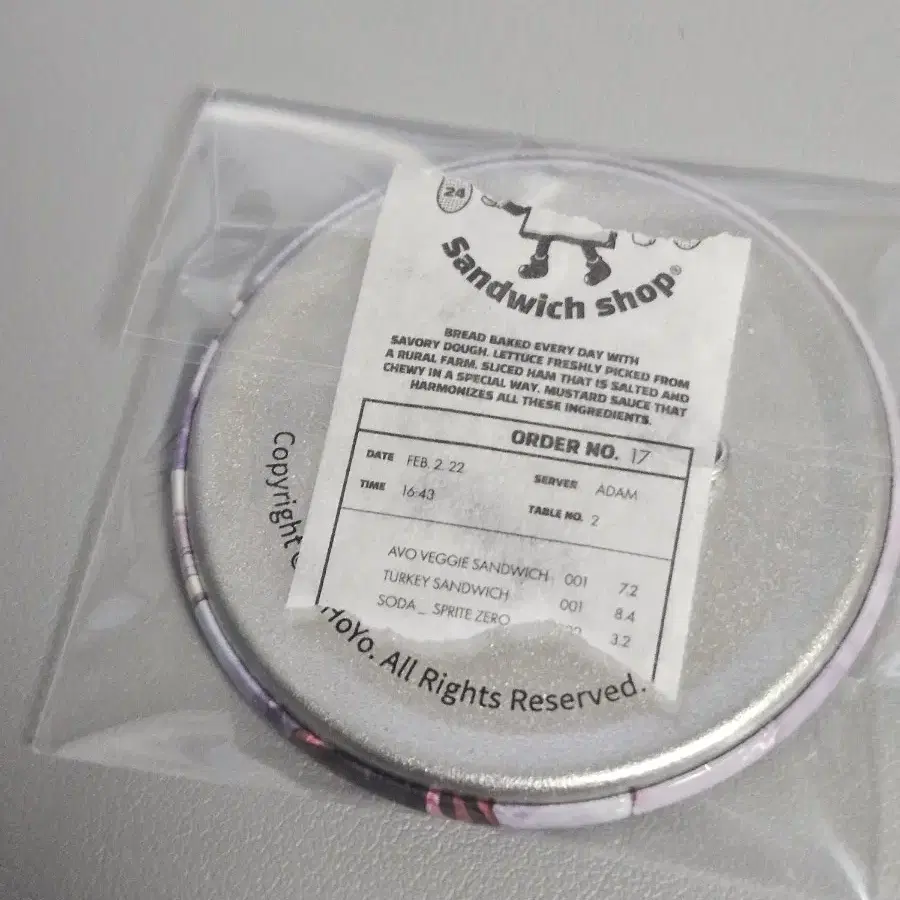 24
Sandwich shop®
BREAD BAKED EVERY DAY WITH
SAVORY DOUGH. LETTUCE FRESHLY PICKED FROM
A RURAL FARM. SLICED HAM THAT IS SALTED AND
CHEWY IN A SPECIAL WAY. MUSTARD SAUCE THAT
HARMONIZES ALL THESE INGREDIENTS.
ORDER NO. 17
DATE FEB. 2. 22 SERVER ADAM
TIME 16:43 TABLE NO. 2
AVO VEGGIE SANDWICH 001 7.2
TURKEY SANDWICH 001 8.4
SODA _ SPRITE ZERO 3.2
Copyright ©
HoYo. All Rights Reserved.